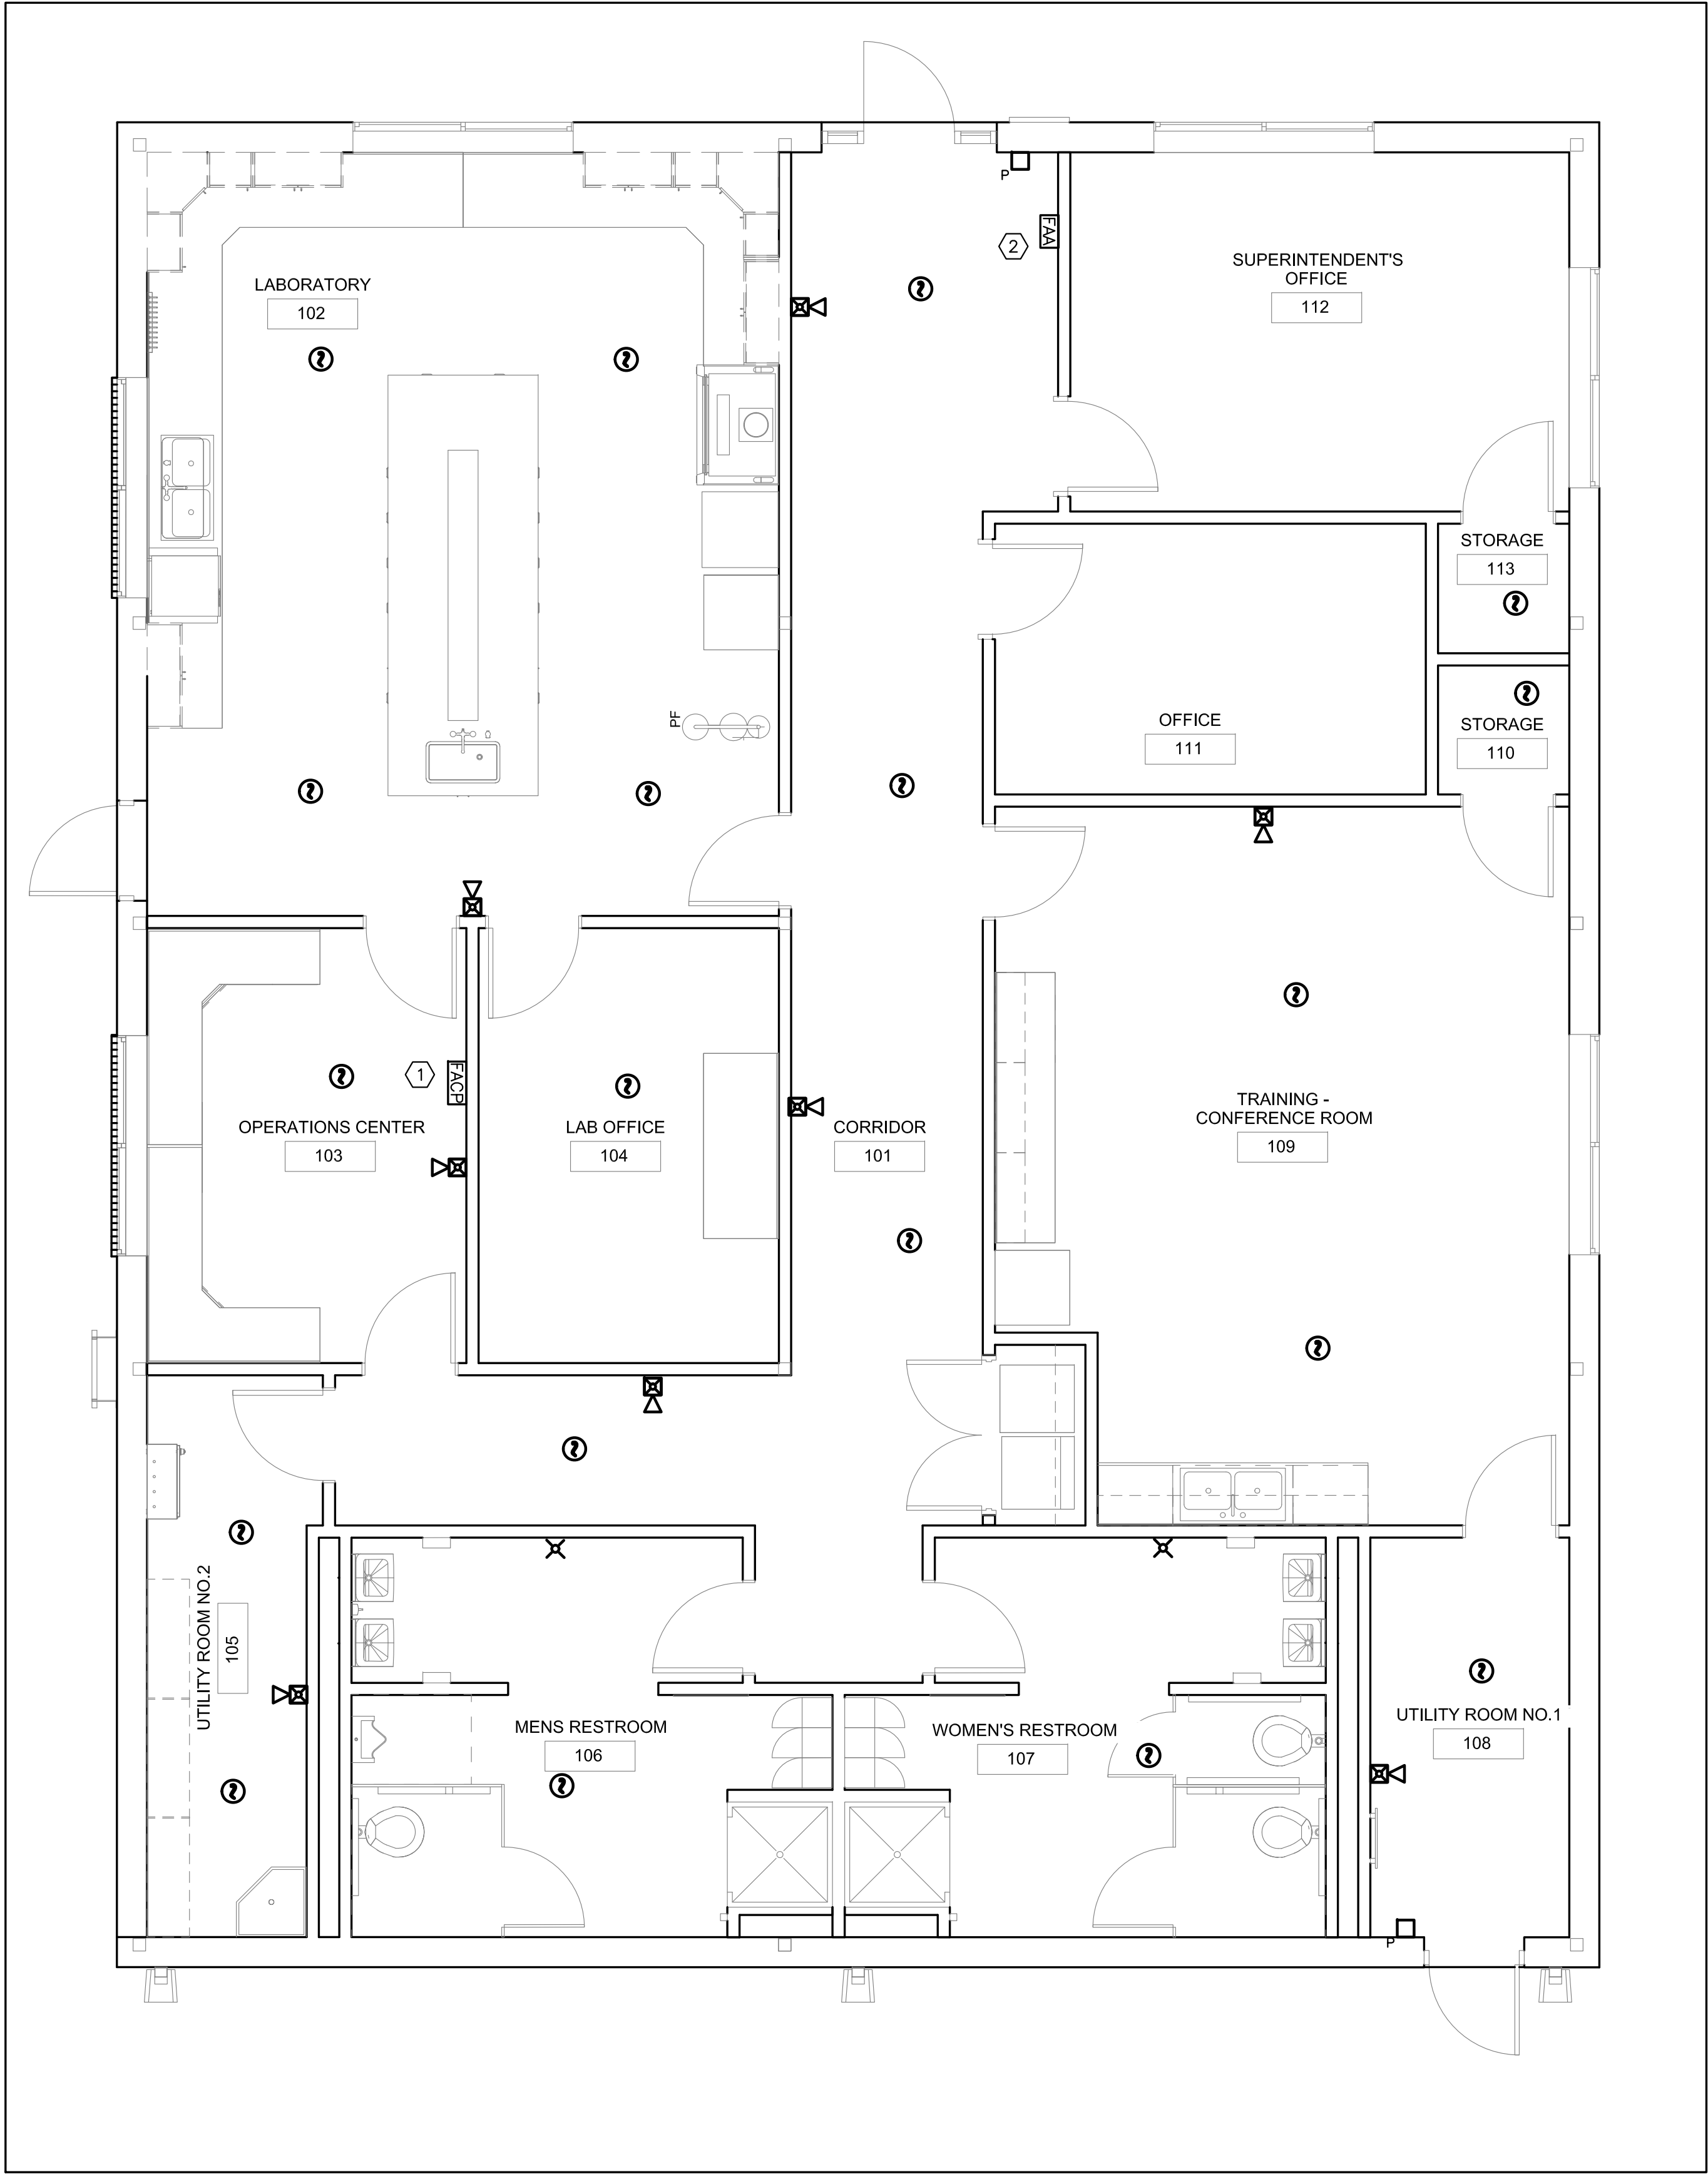 P
FAA
2
SUPERINTENDENT'S
OFFICE
112
LABORATORY
102
STORAGE
113
PF
OFFICE
111
STORAGE
110
1
FACP
OPERATIONS CENTER
103
LAB OFFICE
104
CORRIDOR
101
TRAINING -
CONFERENCE ROOM
109
UTILITY ROOM NO.2
105
MENS RESTROOM
106
WOMEN'S RESTROOM
107
UTILITY ROOM NO.1
108
P